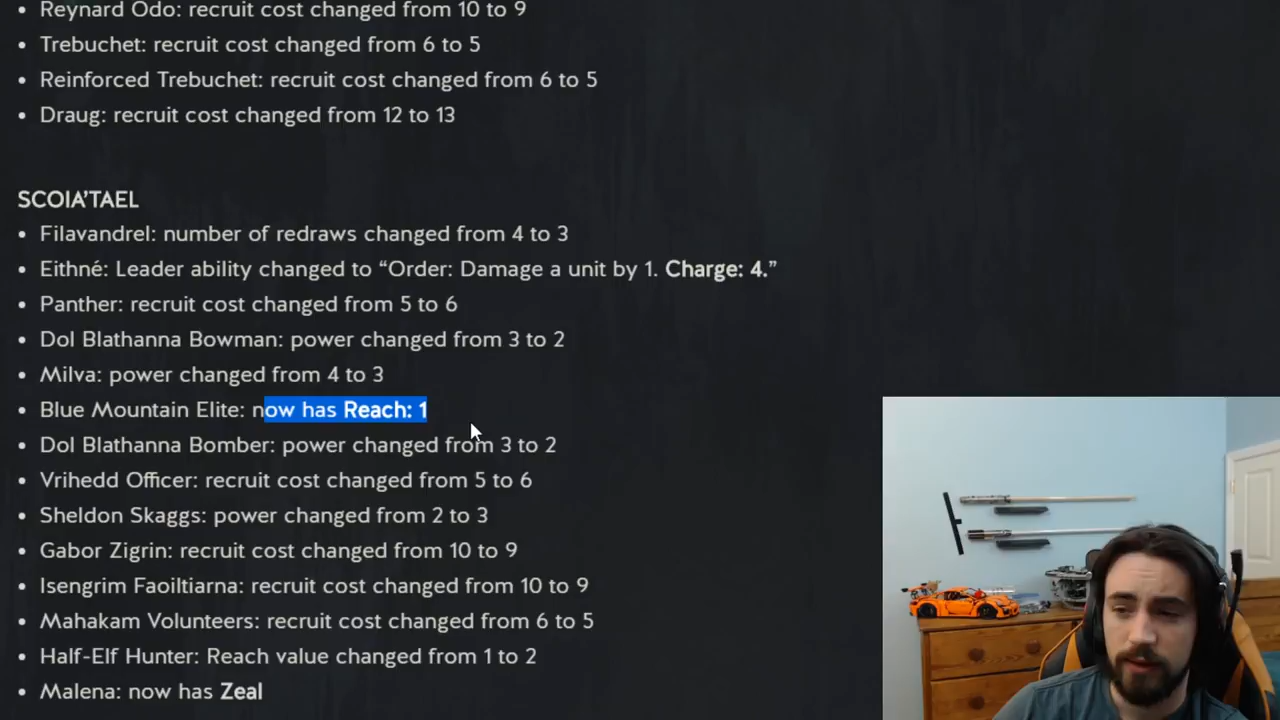 • Reynard Odo: recruit cost changed from 10 to 9
• Trebuchet: recruit cost changed from 6 to 5
• Reinforced Trebuchet: recruit cost changed from 6 to 5
• Draug: recruit cost changed from 12 to 13
SCOIA'TAEL
• Filavandrel: number of redraws changed from 4 to 3
• Eithné: Leader ability changed to “Order: Damage a unit by 1. Charge: 4.”
• Panther: recruit cost changed from 5 to 6
• Dol Blathanna Bowman: power changed from 3 to 2
• Milva: power changed from 4 to 3
• Blue Mountain Elite: now has Reach: 1
• Dol Blathanna Bomber: power changed from 3 to 2
• Vrihedd Officer: recruit cost changed from 5 to 6
• Sheldon Skaggs: power changed from 2 to 3
• Gabor Zigrin: recruit cost changed from 10 to 9
• Isengrim Faoiltiarna: recruit cost changed from 10 to 9
• Mahakam Volunteers: recruit cost changed from 6 to 5
• Half-Elf Hunter: Reach value changed from 1 to 2
• Malena: now has Zeal